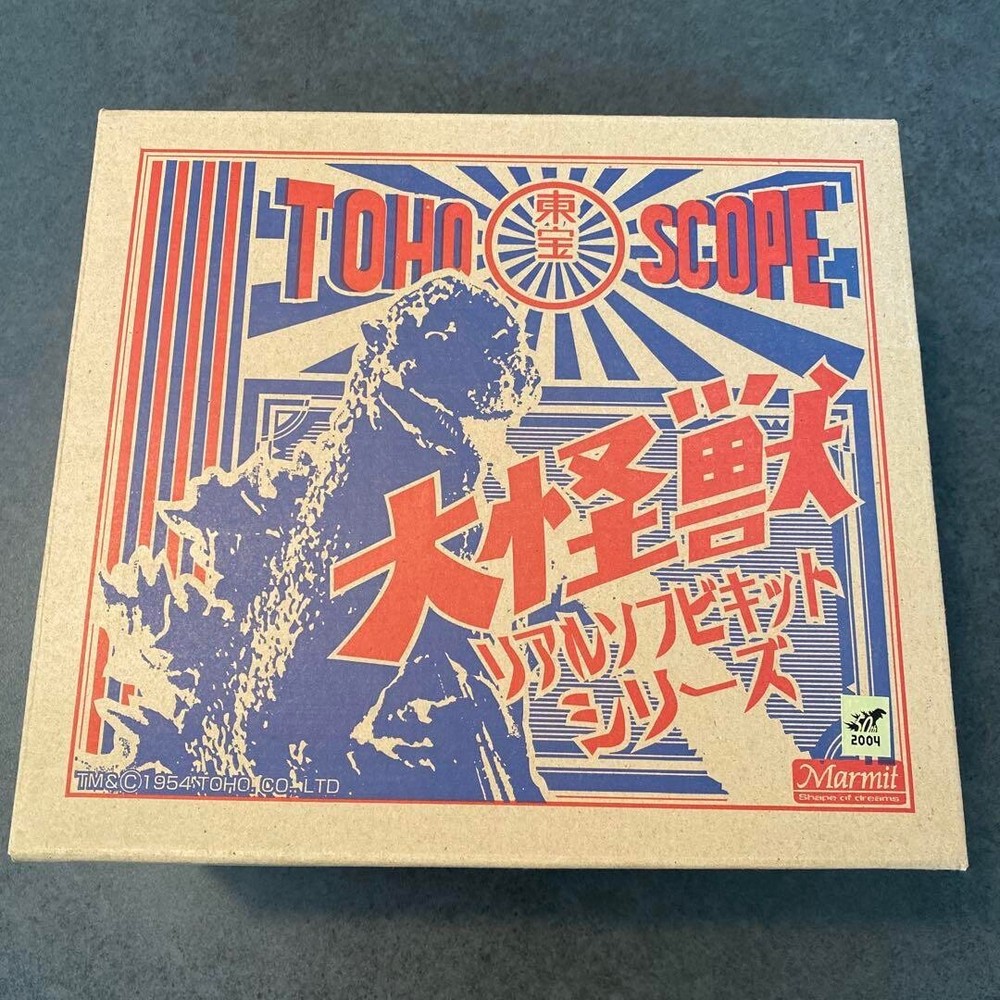 TOHO 東宝 SCOPE
大怪獣
リアルソフビキット
シリーズ
2004
Marmit
Shape of dreams
TM&©1954 TOHO. CO., LTD